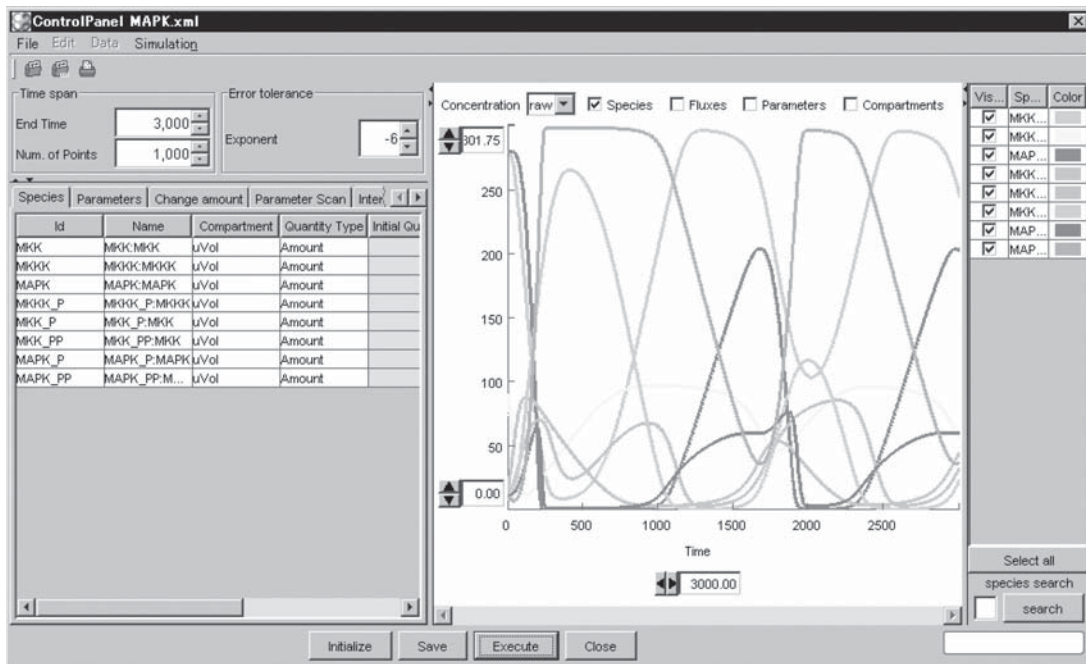 ControlPanel MAPK.xml
File Edit Data Simulation
Time span
End Time 3,000
Num. of Points 1,000
Error tolerance
Exponent -6
Species Parameters Change amount Parameter Scan Inter
Id Name Compartment Quantity Type Initial Qu
MKK MKK:MKK uVol Amount
MKKK MKKK:MKKK uVol Amount
MAPK MAPK:MAPK uVol Amount
MKKK_P MKKK_P:MKKK uVol Amount
MKK_P MKK_P:MKK uVol Amount
MKK_PP MKK_PP:MKK uVol Amount
MAPK_P MAPK_P:MAPK uVol Amount
MAPK_PP MAPK_PP:M... uVol Amount
Concentration raw Species Fluxes Parameters Compartments
301.75
250
200
150
100
50
0.00
0 500 1000 1500 2000 2500
Time
3000.00
Vis... Sp... Color
MKK...
MKK...
MAP...
MKK...
MKK...
MKK...
MAP...
MAP...
Select all
species search
search
Initialize Save Execute Close